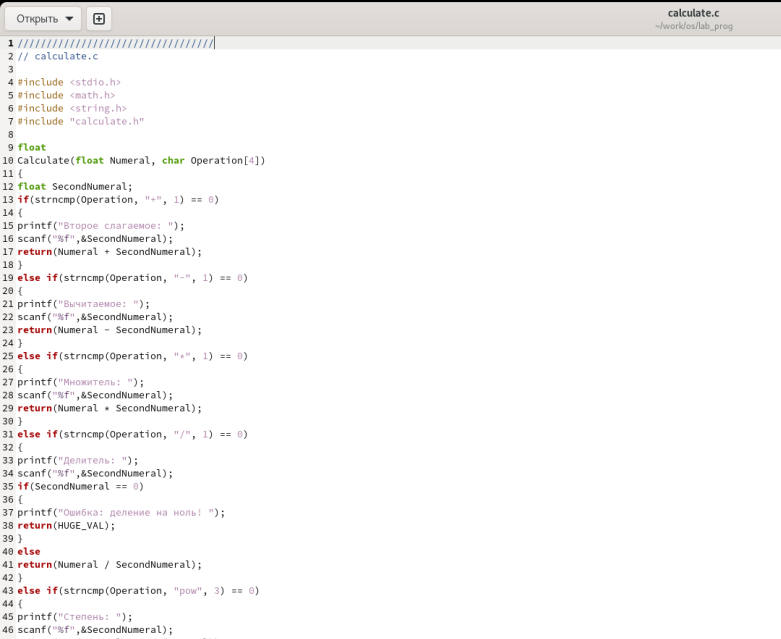 Открыть
calculate.c
~/work/os/lab_prog
1 //////////////////////////////////
2 // calculate.c
3
4 #include <stdio.h>
5 #include <math.h>
6 #include <string.h>
7 #include "calculate.h"
8
9 float
10 Calculate(float Numeral, char Operation[4])
11 {
12 float SecondNumeral;
13 if(strncmp(Operation, "+", 1) == 0)
14 {
15 printf("Второе слагаемое: ");
16 scanf("%f",&SecondNumeral);
17 return(Numeral + SecondNumeral);
18 }
19 else if(strncmp(Operation, "-", 1) == 0)
20 {
21 printf("Вычитаемое: ");
22 scanf("%f",&SecondNumeral);
23 return(Numeral - SecondNumeral);
24 }
25 else if(strncmp(Operation, "*", 1) == 0)
26 {
27 printf("Множитель: ");
28 scanf("%f",&SecondNumeral);
29 return(Numeral * SecondNumeral);
30 }
31 else if(strncmp(Operation, "/", 1) == 0)
32 {
33 printf("Делитель: ");
34 scanf("%f",&SecondNumeral);
35 if(SecondNumeral == 0)
36 {
37 printf("Ошибка: деление на ноль! ");
38 return(HUGE_VAL);
39 }
40 else
41 return(Numeral / SecondNumeral);
42 }
43 else if(strncmp(Operation, "pow", 3) == 0)
44 {
45 printf("Степень: ");
46 scanf("%f",&SecondNumeral);